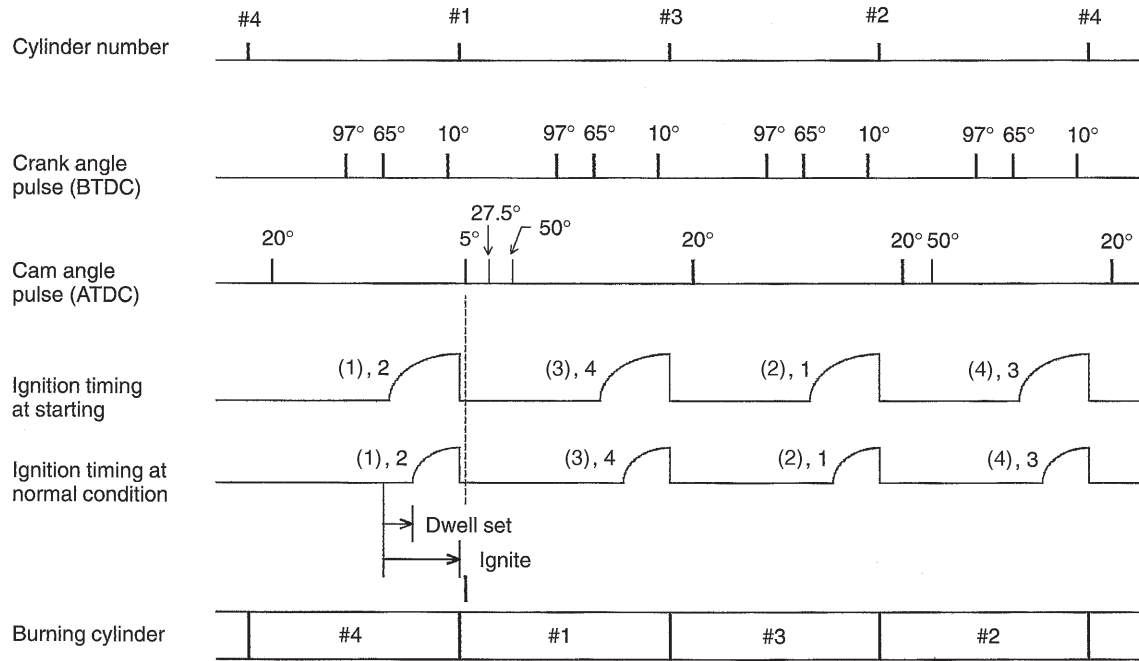 #4 #1 #3 #2 #4
Cylinder number
97° 65° 10° 97° 65° 10° 97° 65° 10° 97° 65° 10°
Crank angle
pulse (BTDC)
20° 5° 27.5° 50° 20° 20° 50° 20°
Cam angle
pulse (ATDC)
(1), 2 (3), 4 (2), 1 (4), 3
Ignition timing
at starting
(1), 2 (3), 4 (2), 1 (4), 3
Ignition timing at
normal condition
Dwell set
Ignite
Burning cylinder #4 #1 #3 #2